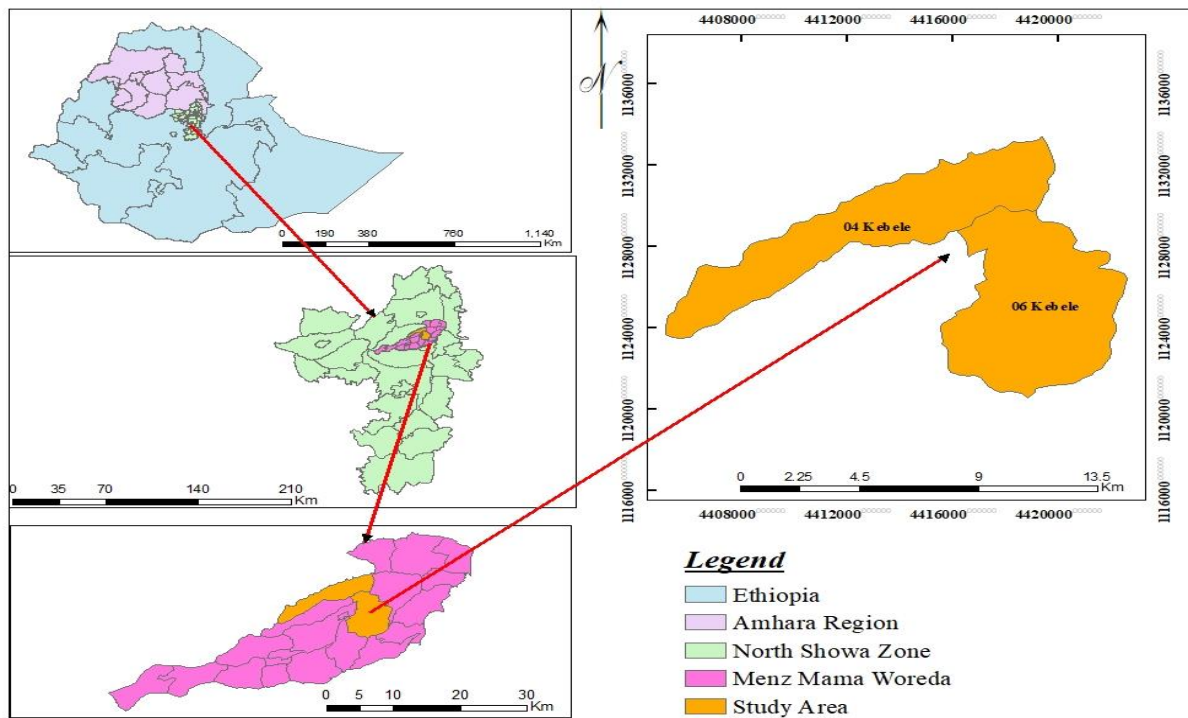 0 190 380 760 1,140
Km
0 35 70 140 210
Km
0 5 10 20 30
Km
N
4408000 4412000 4416000 4420000
1136000
1132000
1128000
1124000
1120000
1116000
1136000
1132000
1128000
1124000
1120000
1116000
04 Kebele
06 Kebele
0 2.25 4.5 9 13.5
Km
4408000 4412000 4416000 4420000
Legend
Ethiopia
Amhara Region
North Showa Zone
Menz Mama Woreda
Study Area